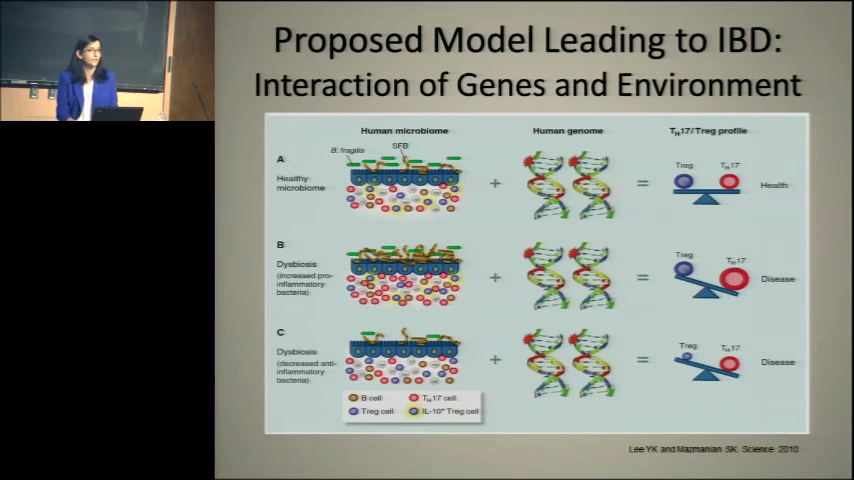 Proposed Model Leading to IBD:
Interaction of Genes and Environment
Human microbiome
Human genome
TH17/Treg profile
B. fragilis
SFB
A
Healthy
microbiome
+
=
Treg
TH17
Health
B
Dysbiosis
(increased pro-
inflammatory
bacteria)
+
=
Treg
TH17
Disease
C
Dysbiosis
(decreased anti-
inflammatory
bacteria)
+
=
Treg
TH17
Disease
B cell
TH17 cell
Treg cell
IL-10+ Treg cell
Lee YK and Mazmanian SK. Science 2010